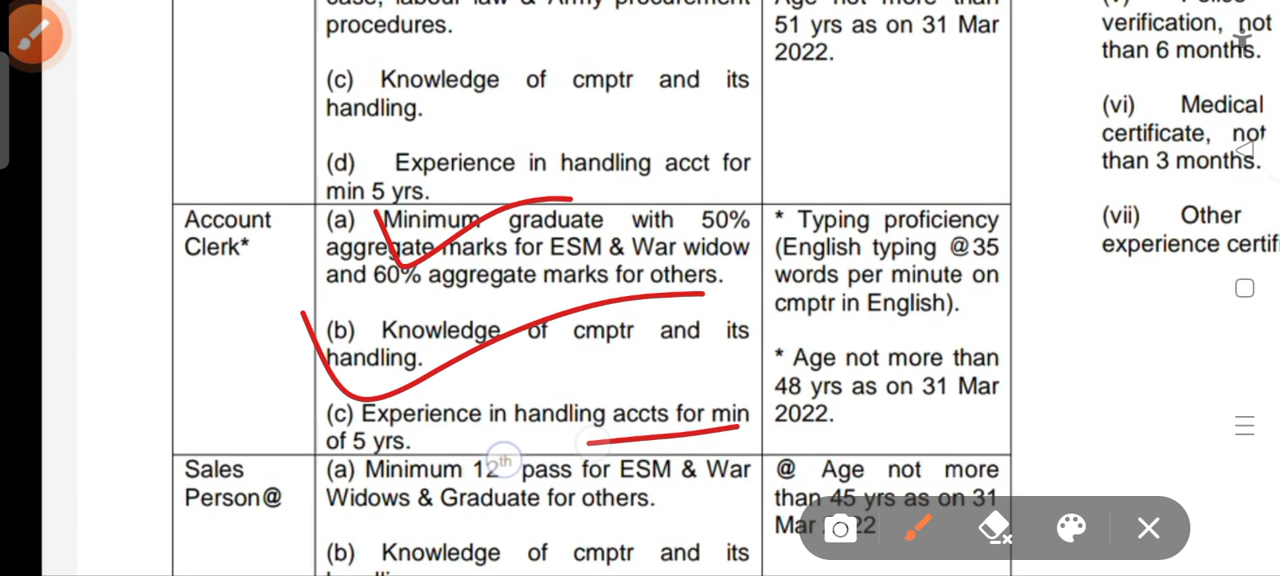 case, labour law & Army procurement
procedures.
(c) Knowledge of cmptr and its
handling.
(d) Experience in handling acct for
min 5 yrs.
Age not more than
51 yrs as on 31 Mar
2022.
Account
Clerk*
(a) Minimum graduate with 50%
aggregate marks for ESM & War widow
and 60% aggregate marks for others.
(b) Knowledge of cmptr and its
handling.
(c) Experience in handling accts for min
of 5 yrs.
* Typing proficiency
(English typing @35
words per minute on
cmptr in English).
* Age not more than
48 yrs as on 31 Mar
2022.
Sales
Person@
(a) Minimum 12th pass for ESM & War
Widows & Graduate for others.
(b) Knowledge of cmptr and its
@ Age not more
than 45 yrs as on 31
Mar 22
verification, not
than 6 months.
(vi) Medical
certificate, not
than 3 months.
(vii) Other
experience certif